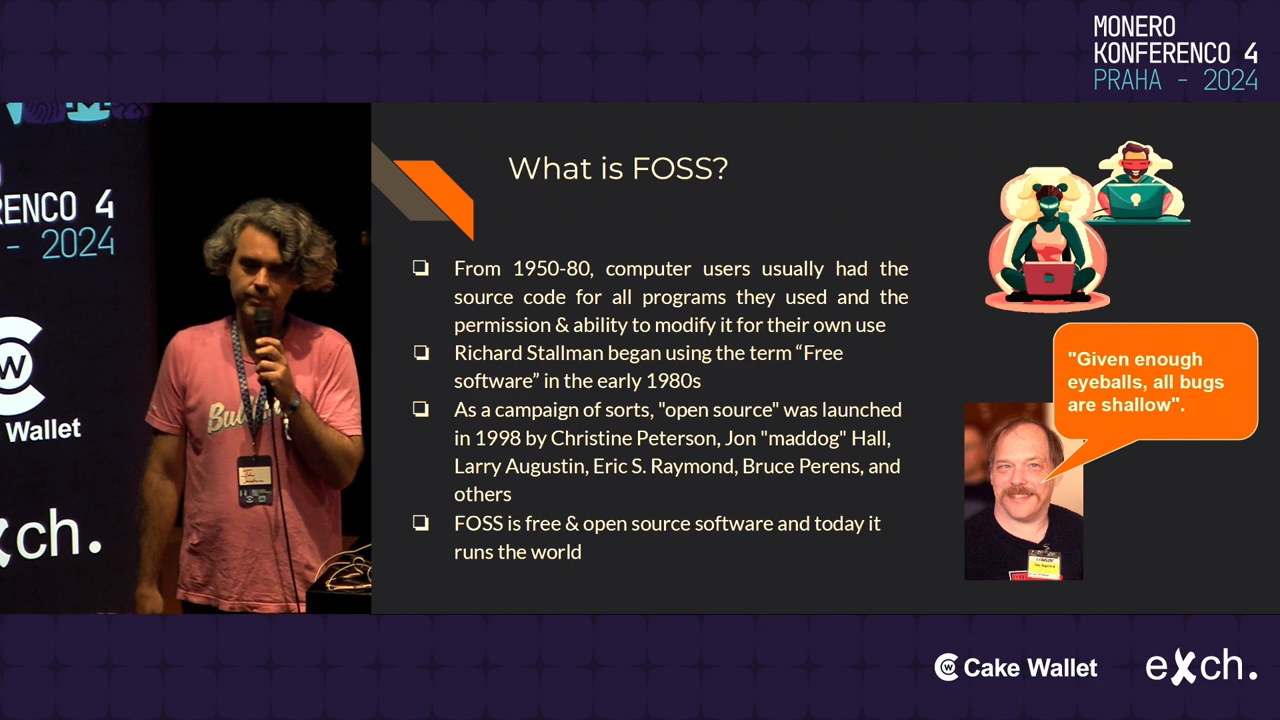 MONERO
KONFERENCO 4
PRAHA - 2024
RENCO 4
- 2024
W
Wallet
xch.
What is FOSS?
From 1950-80, computer users usually had the
source code for all programs they used and the
permission & ability to modify it for their own use
Richard Stallman began using the term “Free
software” in the early 1980s
As a campaign of sorts, "open source" was launched
in 1998 by Christine Peterson, Jon "maddog" Hall,
Larry Augustin, Eric S. Raymond, Bruce Perens, and
others
FOSS is free & open source software and today it
runs the world
"Given enough
eyeballs, all bugs
are shallow".
Cake Wallet
exch.